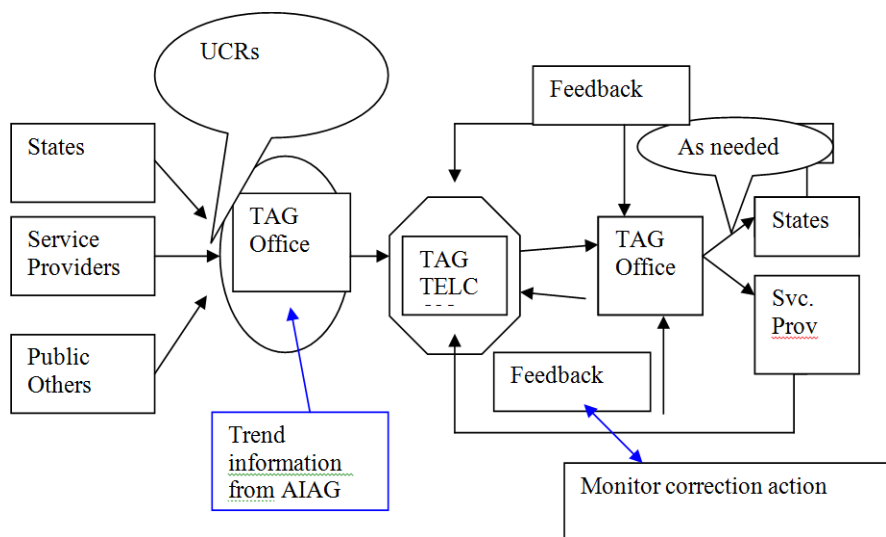 UCRs
Feedback
States
As needed
TAG
Office
States
Service
Providers
TAG
TELC
TAG
Office
Svc.
Prov
Public
Others
Feedback
Trend
information
from AIAG
Monitor correction action